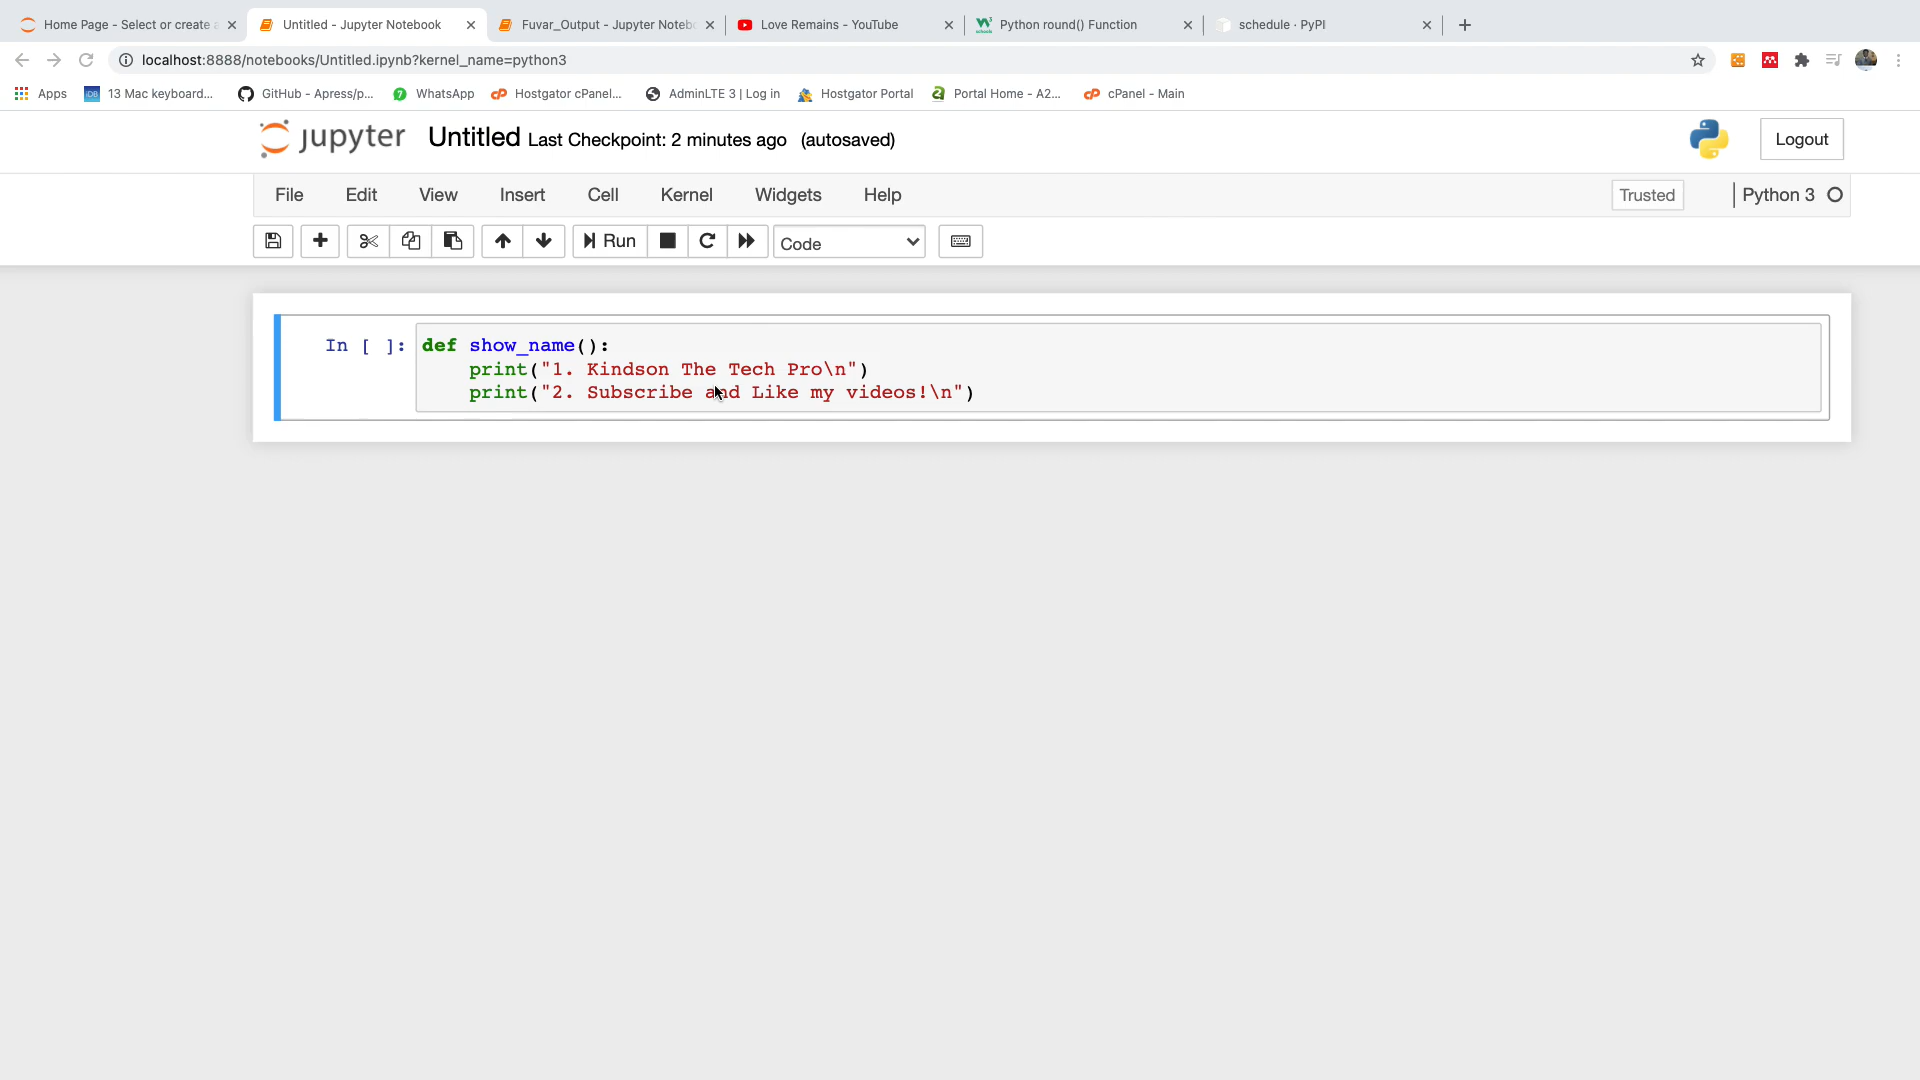 Home Page - Select or create a
Untitled - Jupyter Notebook
Fuvar_Output - Jupyter Noteb
Love Remains - YouTube
Python round() Function
schedule · PyPI
localhost:8888/notebooks/Untitled.ipynb?kernel_name=python3
Apps
13 Mac keyboard...
GitHub - Apress/p...
WhatsApp
Hostgator cPanel...
AdminLTE 3 | Log in
Hostgator Portal
Portal Home - A2...
cPanel - Main
jupyter Untitled Last Checkpoint: 2 minutes ago (autosaved)
Logout
File Edit View Insert Cell Kernel Widgets Help
Trusted
Python 3
Run
Code
In [ ]: def show_name():
print("1. Kindson The Tech Pro\n")
print("2. Subscribe and Like my videos!\n")